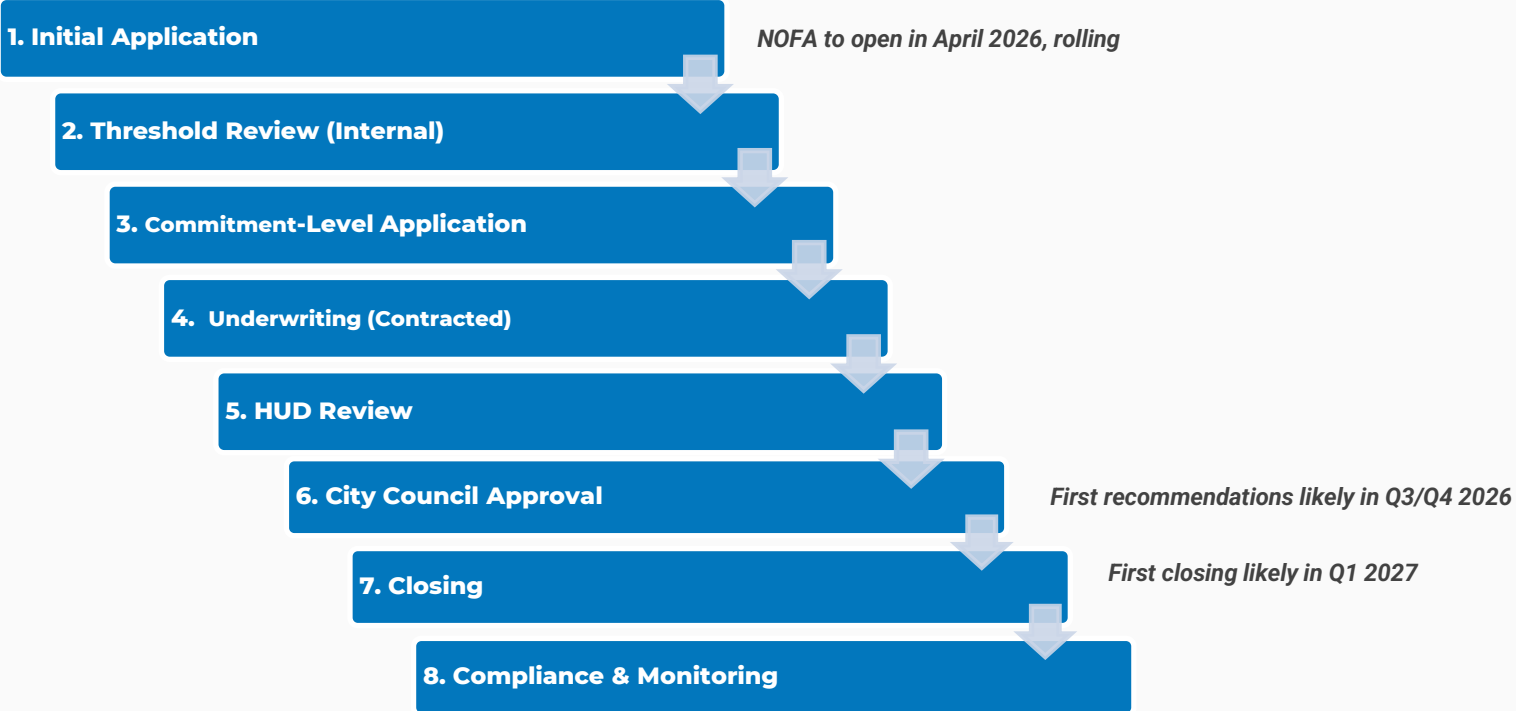 1. Initial Application
NOFA to open in April 2026, rolling
2. Threshold Review (Internal)
3. Commitment-Level Application
4. Underwriting (Contracted)
5. HUD Review
6. City Council Approval
First recommendations likely in Q3/Q4 2026
7. Closing
First closing likely in Q1 2027
8. Compliance & Monitoring